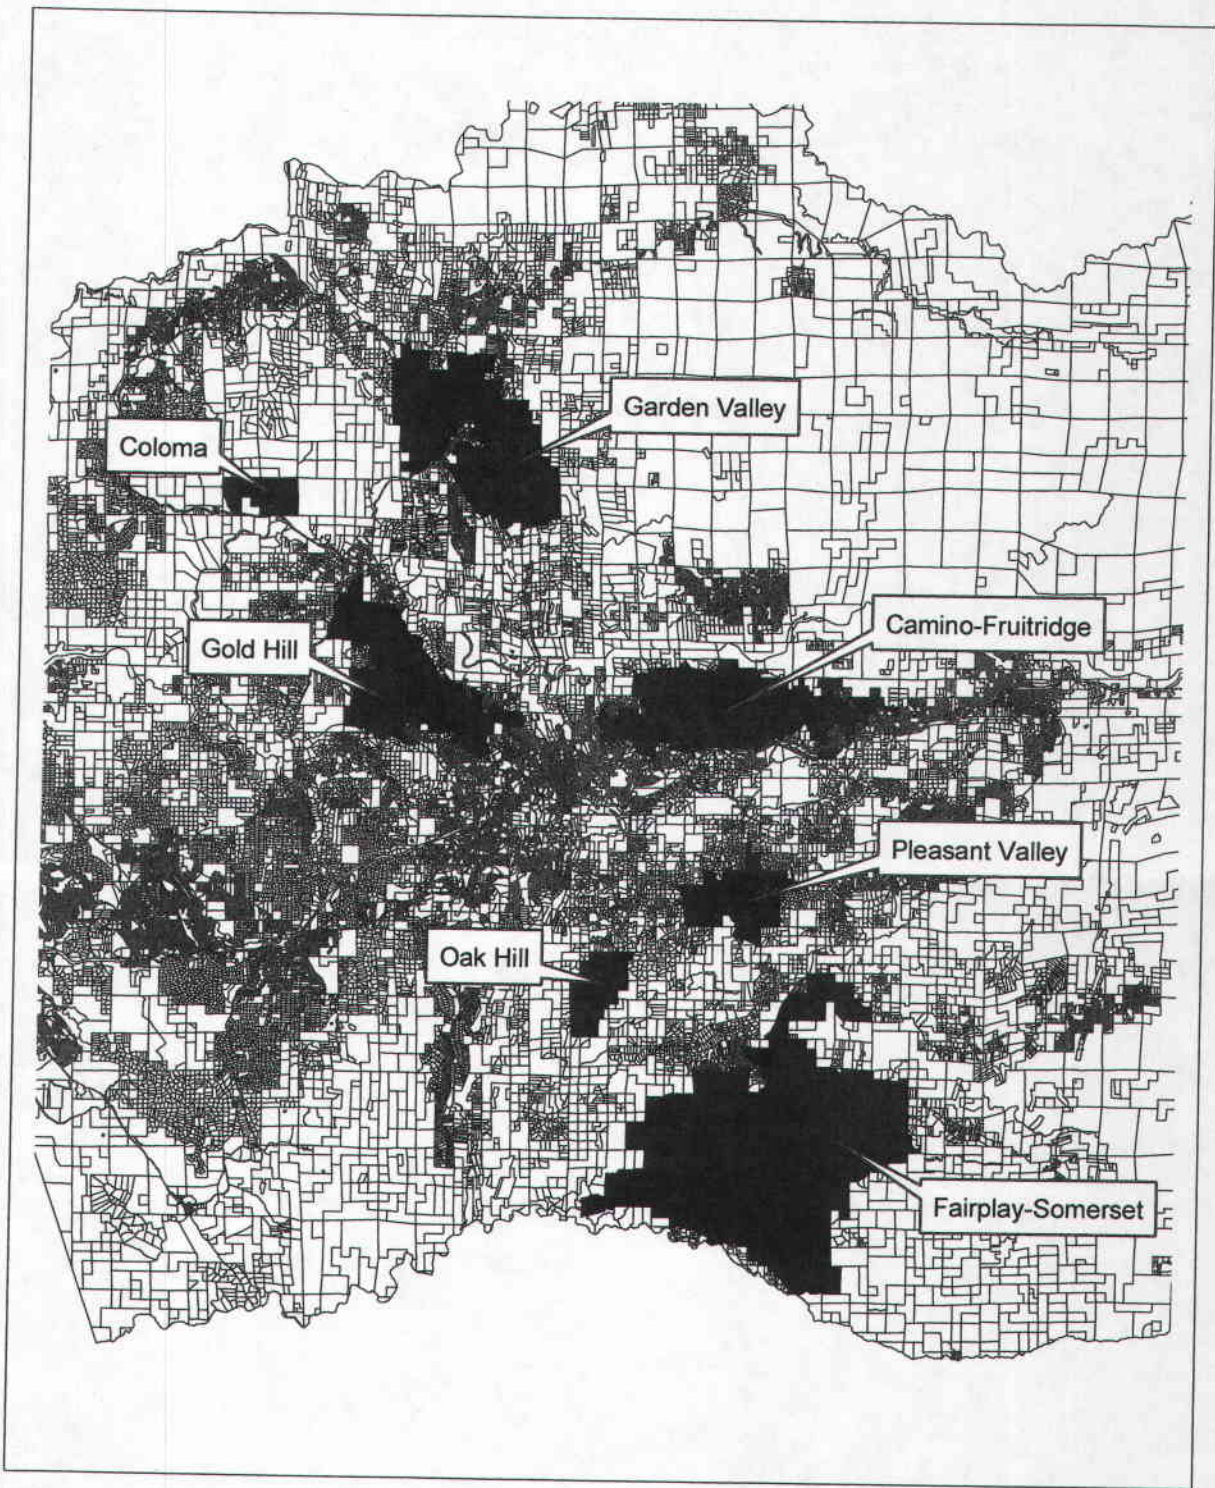 Garden Valley
Coloma
Camino-Fruitridge
Gold Hill
Pleasant Valley
Oak Hill
Fairplay-Somerset